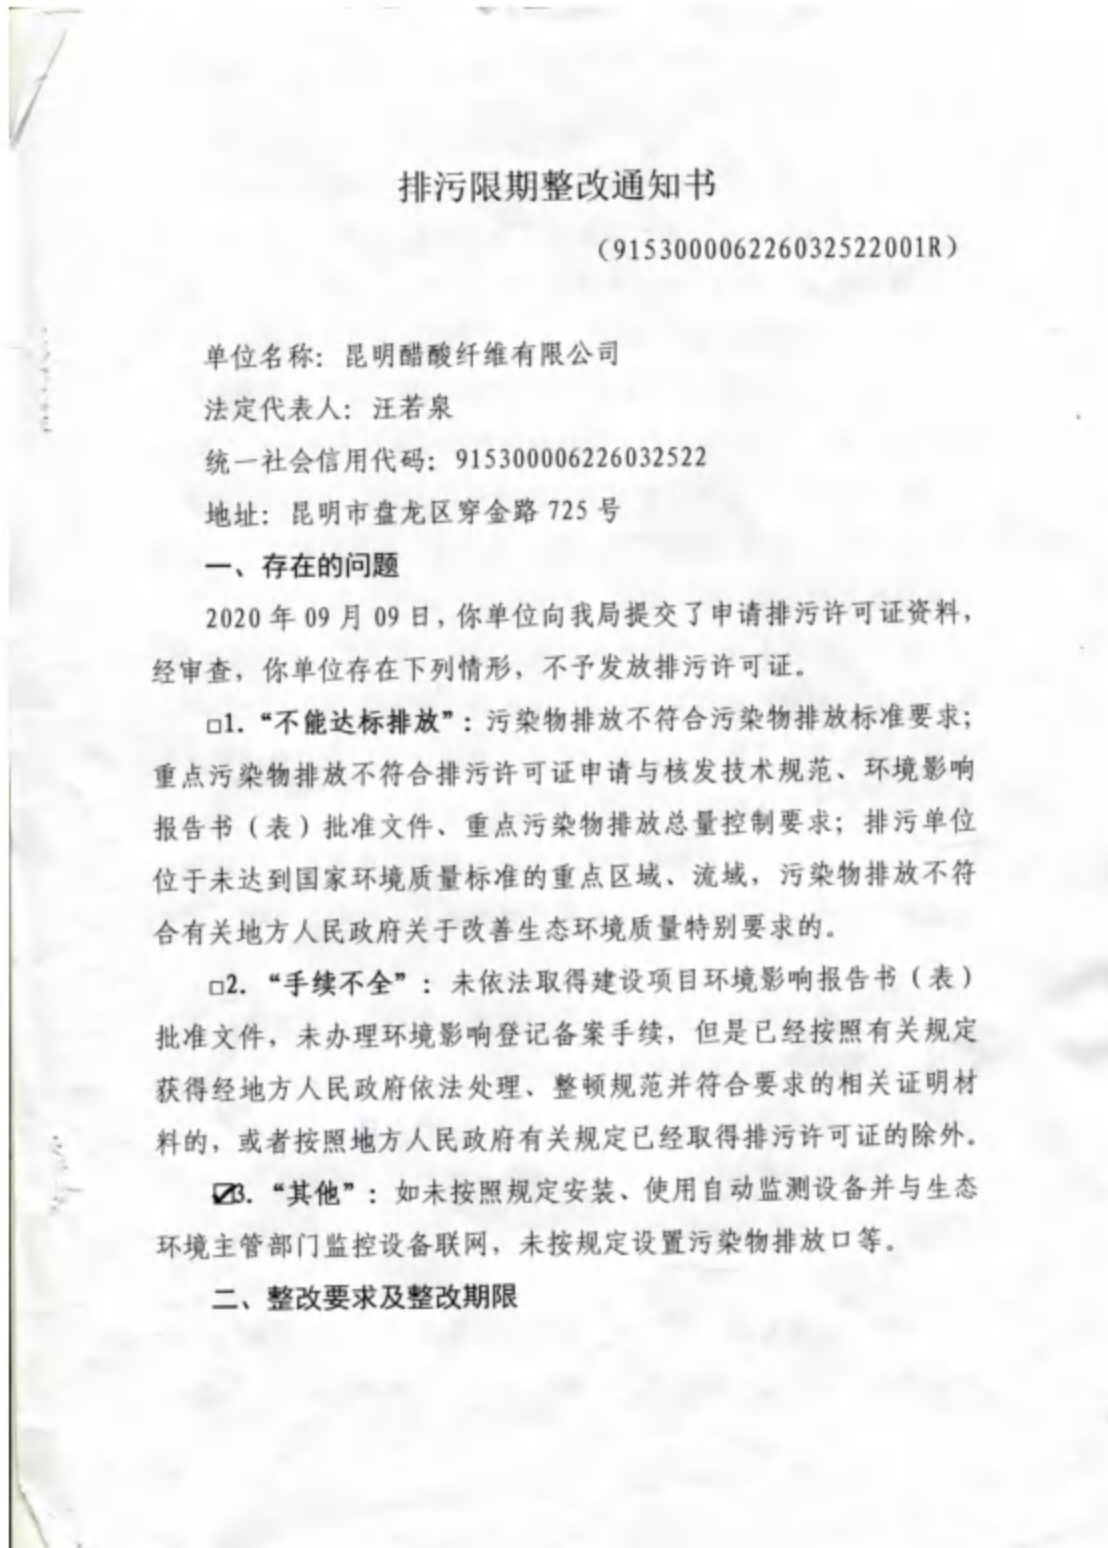 排污限期整改通知书
（915300006226032522001R）
单位名称：昆明醋酸纤维有限公司
法定代表人：汪若泉
统一社会信用代码：915300006226032522
地址：昆明市盘龙区穿金路 725 号
一、存在的问题
2020 年 09 月 09 日，你单位向我局提交了申请排污许可证资料，
经审查，你单位存在下列情形，不予发放排污许可证。
□1. “不能达标排放”：污染物排放不符合污染物排放标准要求；
重点污染物排放不符合排污许可证申请与核发技术规范、环境影响
报告书（表）批准文件、重点污染物排放总量控制要求；排污单位
位于未达到国家环境质量标准的重点区域、流域，污染物排放不符
合有关地方人民政府关于改善生态环境质量特别要求的。
□2. “手续不全”：未依法取得建设项目环境影响报告书（表）
批准文件，未办理环境影响登记备案手续，但是已经按照有关规定
获得经地方人民政府依法处理、整顿规范并符合要求的相关证明材
料的，或者按照地方人民政府有关规定已经取得排污许可证的除外。
☑3. “其他”：如未按照规定安装、使用自动监测设备并与生态
环境主管部门监控设备联网，未按规定设置污染物排放口等。
二、整改要求及整改期限